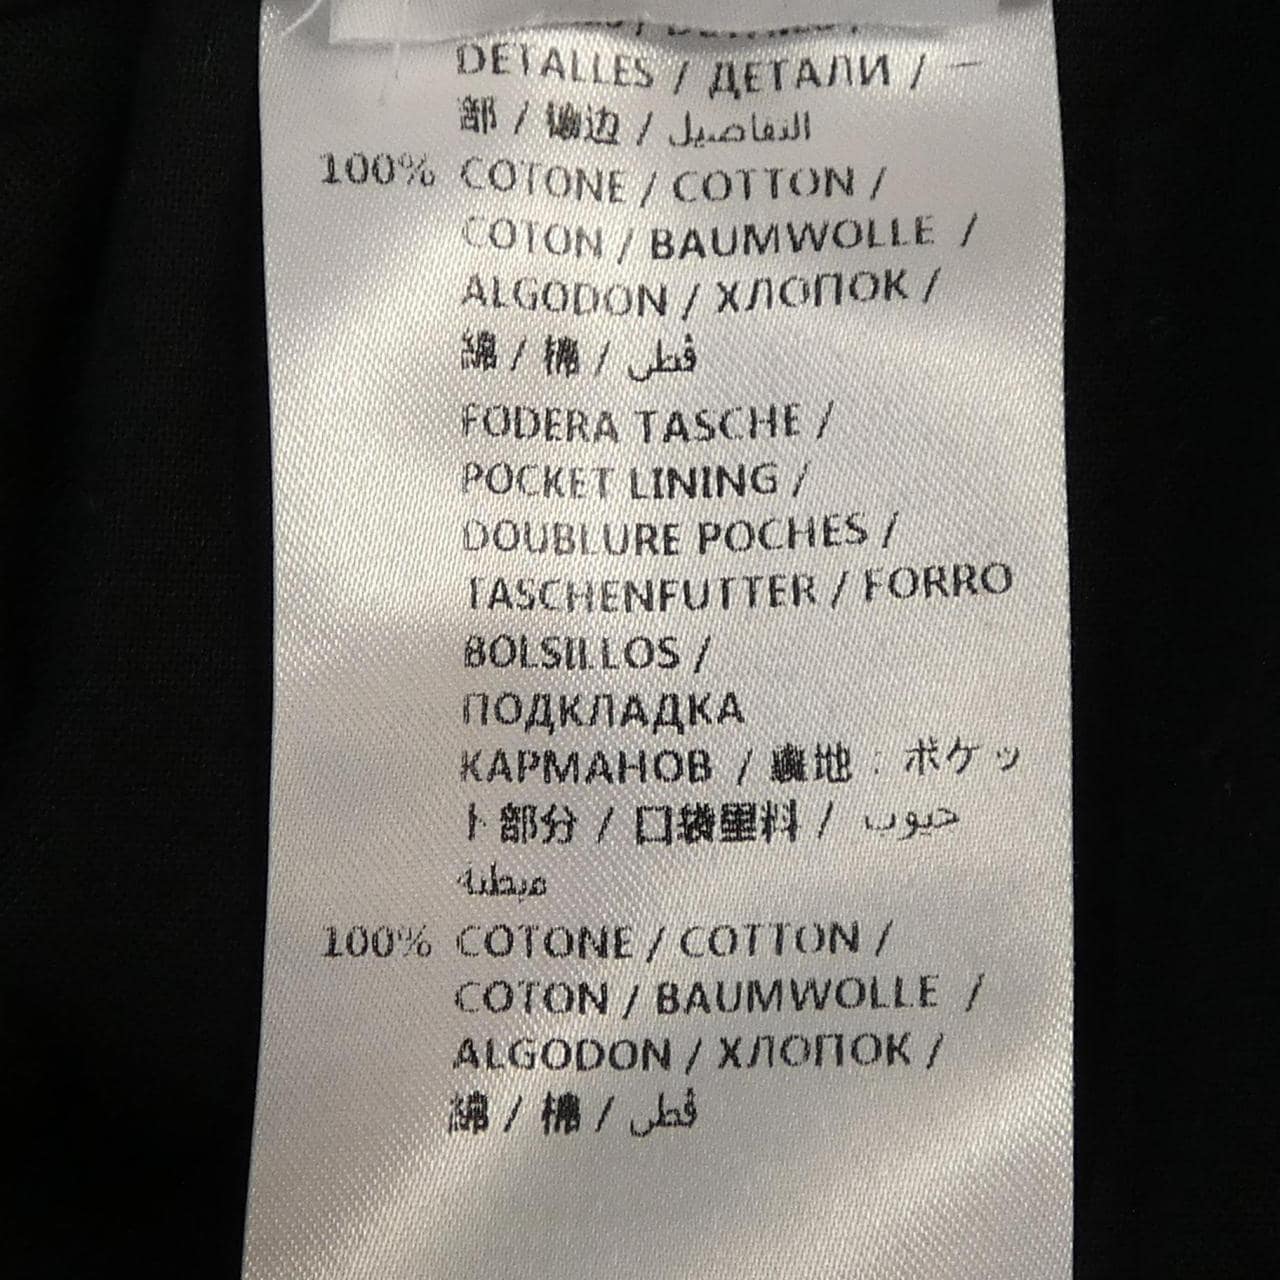 DETALLES / ДЕТАЛИ / 一
部 / 镶边 / التفاصيل
100% COTONE / COTTON /
COTON / BAUMWOLLE /
ALGODON / ХЛОПОК /
綿 / 棉 / قطن
FODERA TASCHE /
POCKET LINING /
DOUBLURE POCHES /
TASCHENFUTTER / FORRO
BOLSILLOS /
ПОДКЛАДКА
КАРМАНОВ / 裏地 : ポケッ
ト部分 / 口袋里料 / جيوب
مبطنة
100% COTONE / COTTON /
COTON / BAUMWOLLE /
ALGODON / ХЛОПОК /
綿 / 棉 / قطن